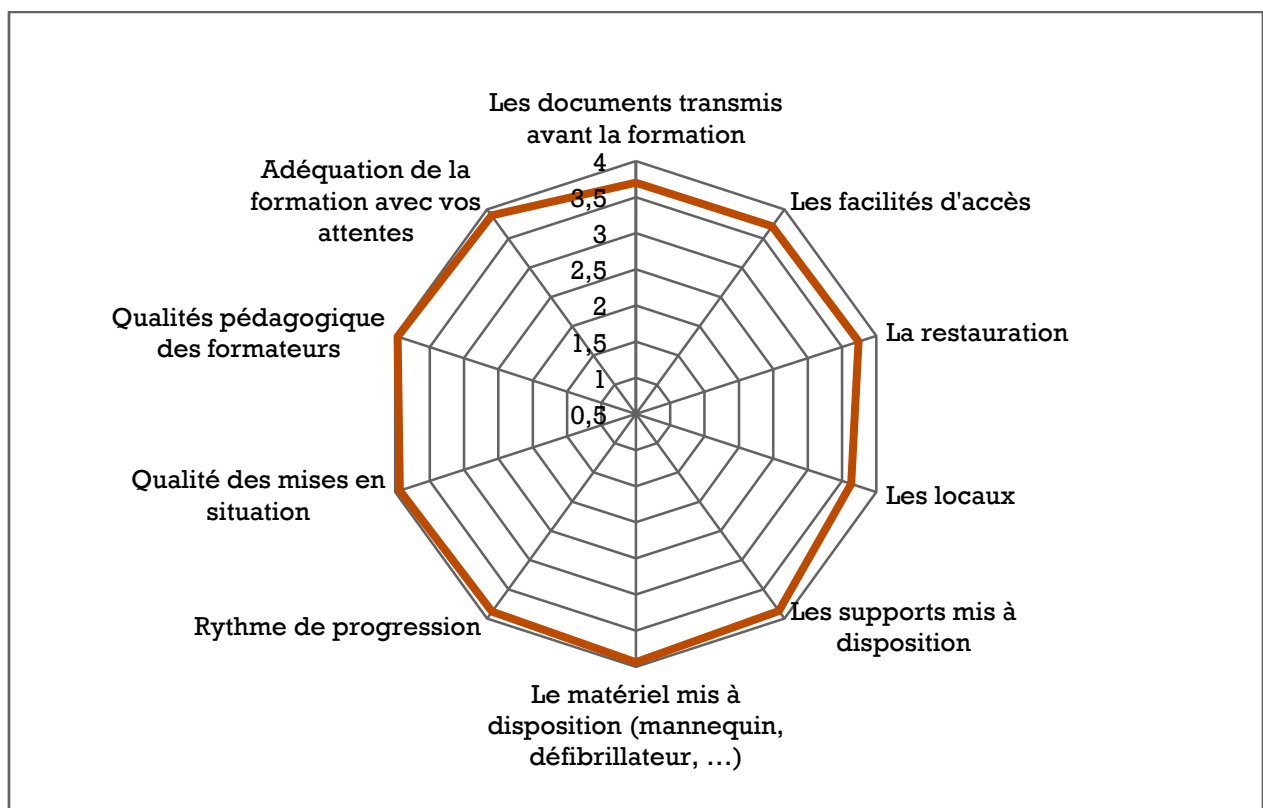 Les documents transmis
avant la formation
4
3,5
3
2,5
2
1,5
1
0,5
Les facilités d'accès
La restauration
Les locaux
Les supports mis à
disposition
Le matériel mis à
disposition (mannequin,
défibrillateur, ...)
Rythme de progression
Qualité des mises en
situation
Qualités pédagogique
des formateurs
Adéquation de la
formation avec vos
attentes